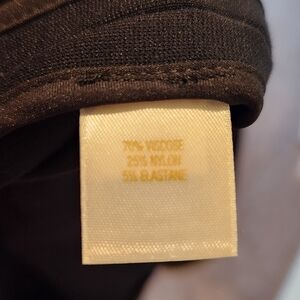 70% VISCOSE
25% NYLON
5% ELASTANE